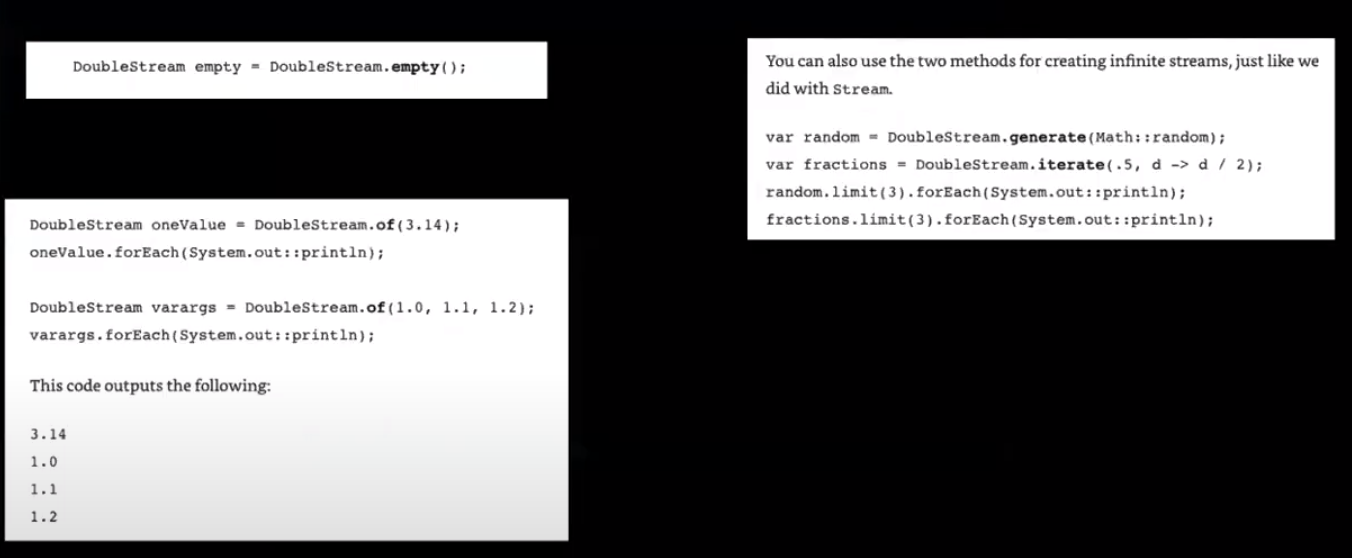 DoubleStream empty = DoubleStream.empty();
DoubleStream oneValue = DoubleStream.of(3.14);
oneValue.forEach(System.out::println);
DoubleStream varargs = DoubleStream.of(1.0, 1.1, 1.2);
varargs.forEach(System.out::println);
This code outputs the following:
3.14
1.0
1.1
1.2
You can also use the two methods for creating infinite streams, just like we
did with Stream.
var random = DoubleStream.generate(Math::random);
var fractions = DoubleStream.iterate(.5, d -> d / 2);
random.limit(3).forEach(System.out::println);
fractions.limit(3).forEach(System.out::println);